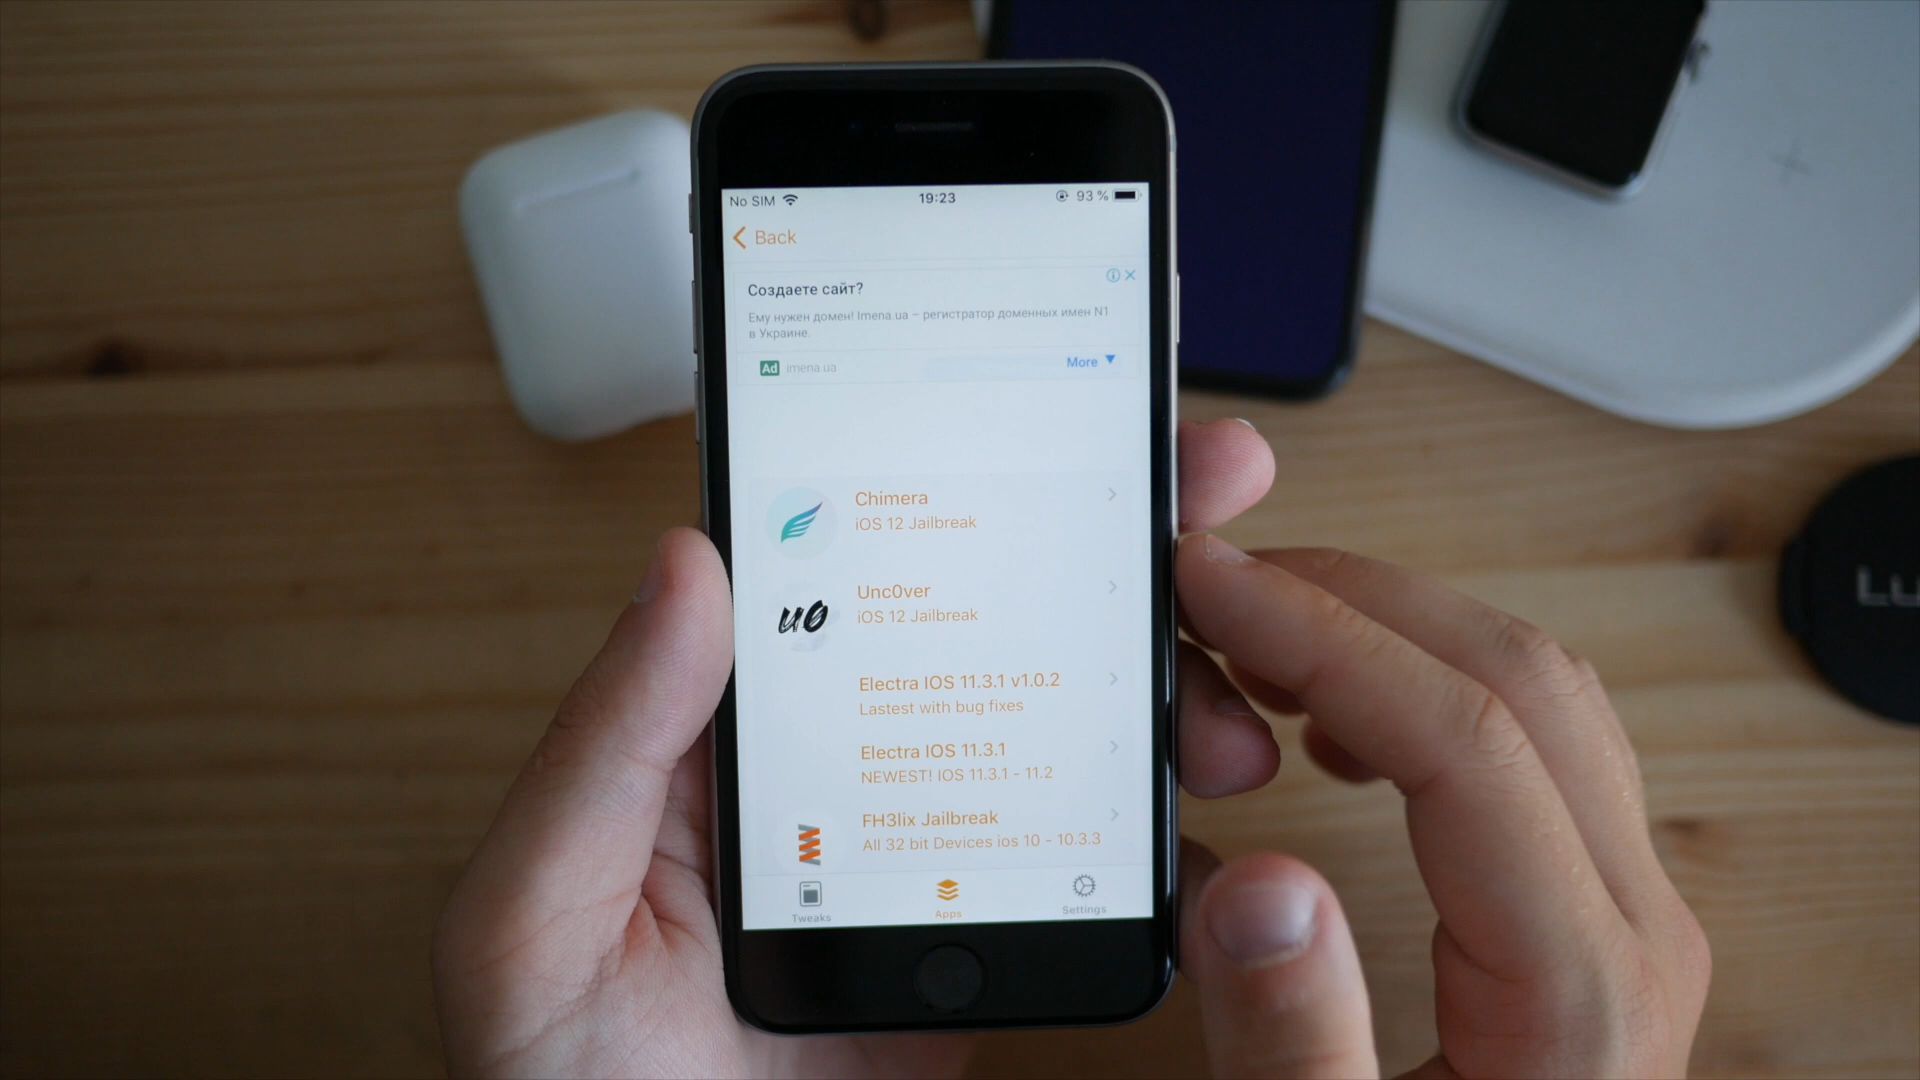 No SIM 19:23 93 %
Back
Создаете сайт?
Ему нужен домен! Imena.ua – регистратор доменных имен N1
в Украине.
Ad imena.ua More
Chimera
iOS 12 Jailbreak
u0
Unc0ver
iOS 12 Jailbreak
Electra IOS 11.3.1 v1.0.2
Lastest with bug fixes
Electra IOS 11.3.1
NEWEST! IOS 11.3.1 - 11.2
FH3lix Jailbreak
All 32 bit Devices ios 10 - 10.3.3
Tweaks Apps Settings